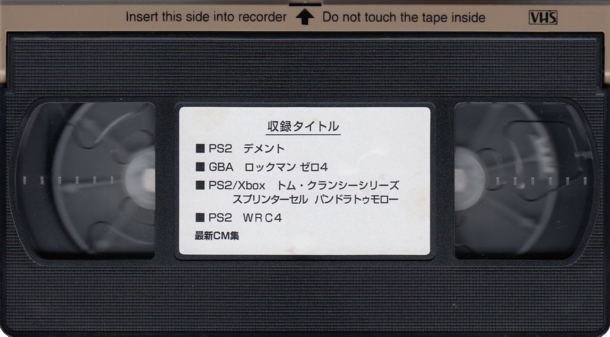 Insert this side into recorder ↑ Do not touch the tape inside VHS
収録タイトル
■ PS2 デメント
■ GBA ロックマン ゼロ4
■ PS2/Xbox トム・クランシーシリーズ
スプリンターセル パンドラトゥモロー
■ PS2 WRC4
最新CM集